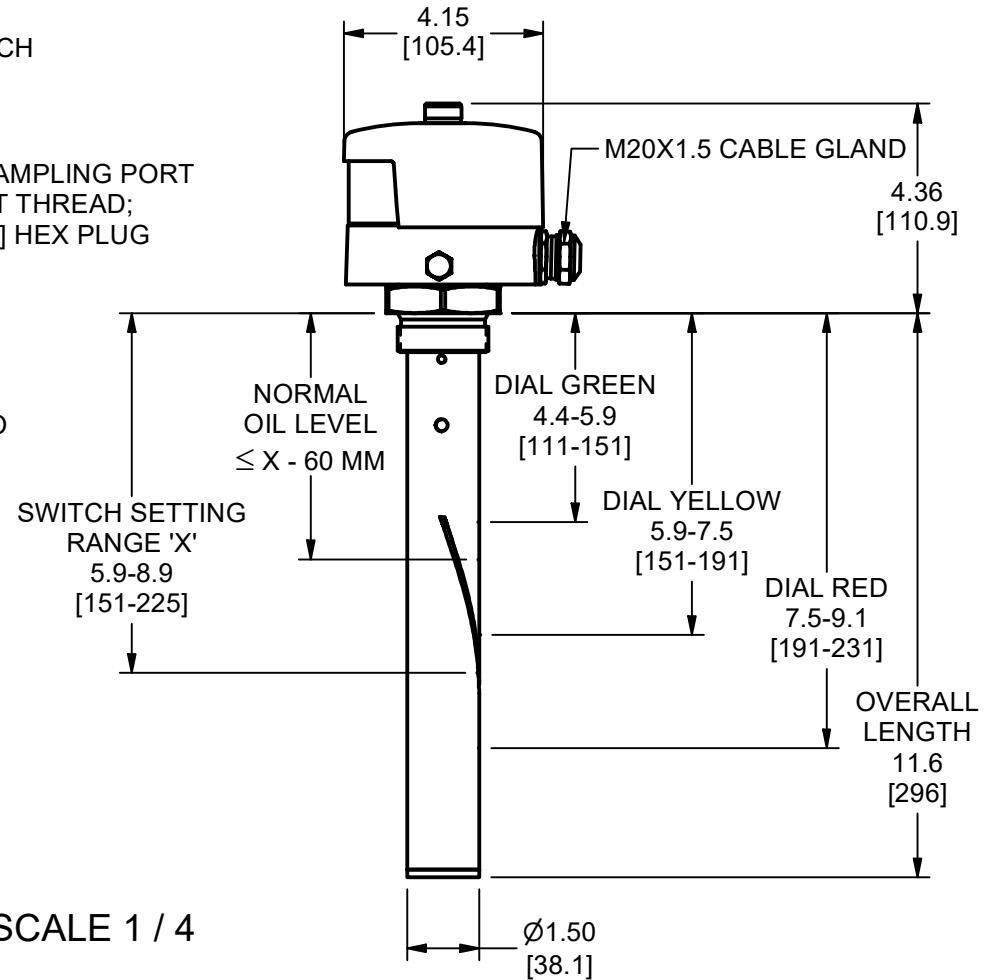 4.15
[105.4]
CH
AMPLING PORT
T THREAD;
] HEX PLUG
M20X1.5 CABLE GLAND
4.36
[110.9]
NORMAL
OIL LEVEL
≤ X - 60 MM
DIAL GREEN
4.4-5.9
[111-151]
D
SWITCH SETTING
RANGE 'X'
5.9-8.9
[151-225]
DIAL YELLOW
5.9-7.5
[151-191]
DIAL RED
7.5-9.1
[191-231]
OVERALL
LENGTH
11.6
[296]
SCALE 1 / 4
Ø1.50
[38.1]